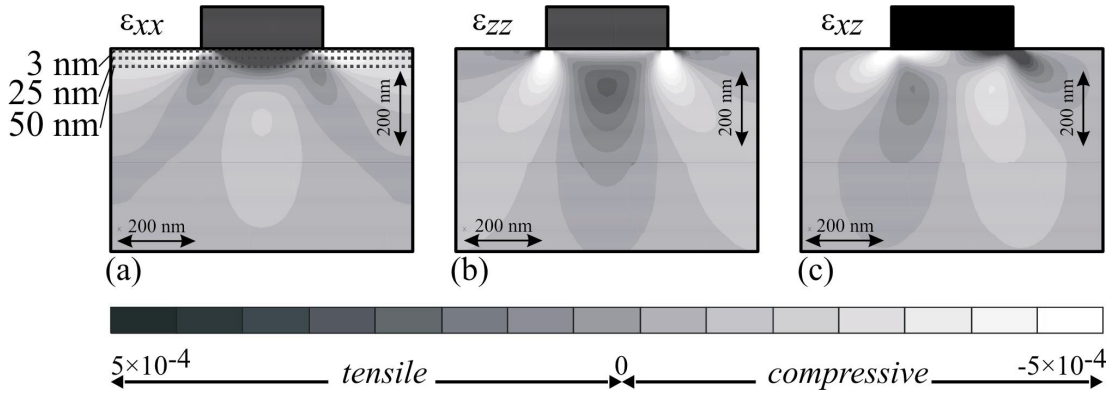 εxx
εzz
εxz
3 nm
25 nm
50 nm
200 nm
200 nm
200 nm
200 nm
200 nm
200 nm
(a)
(b)
(c)
5×10-4
0
-5×10-4
tensile
compressive